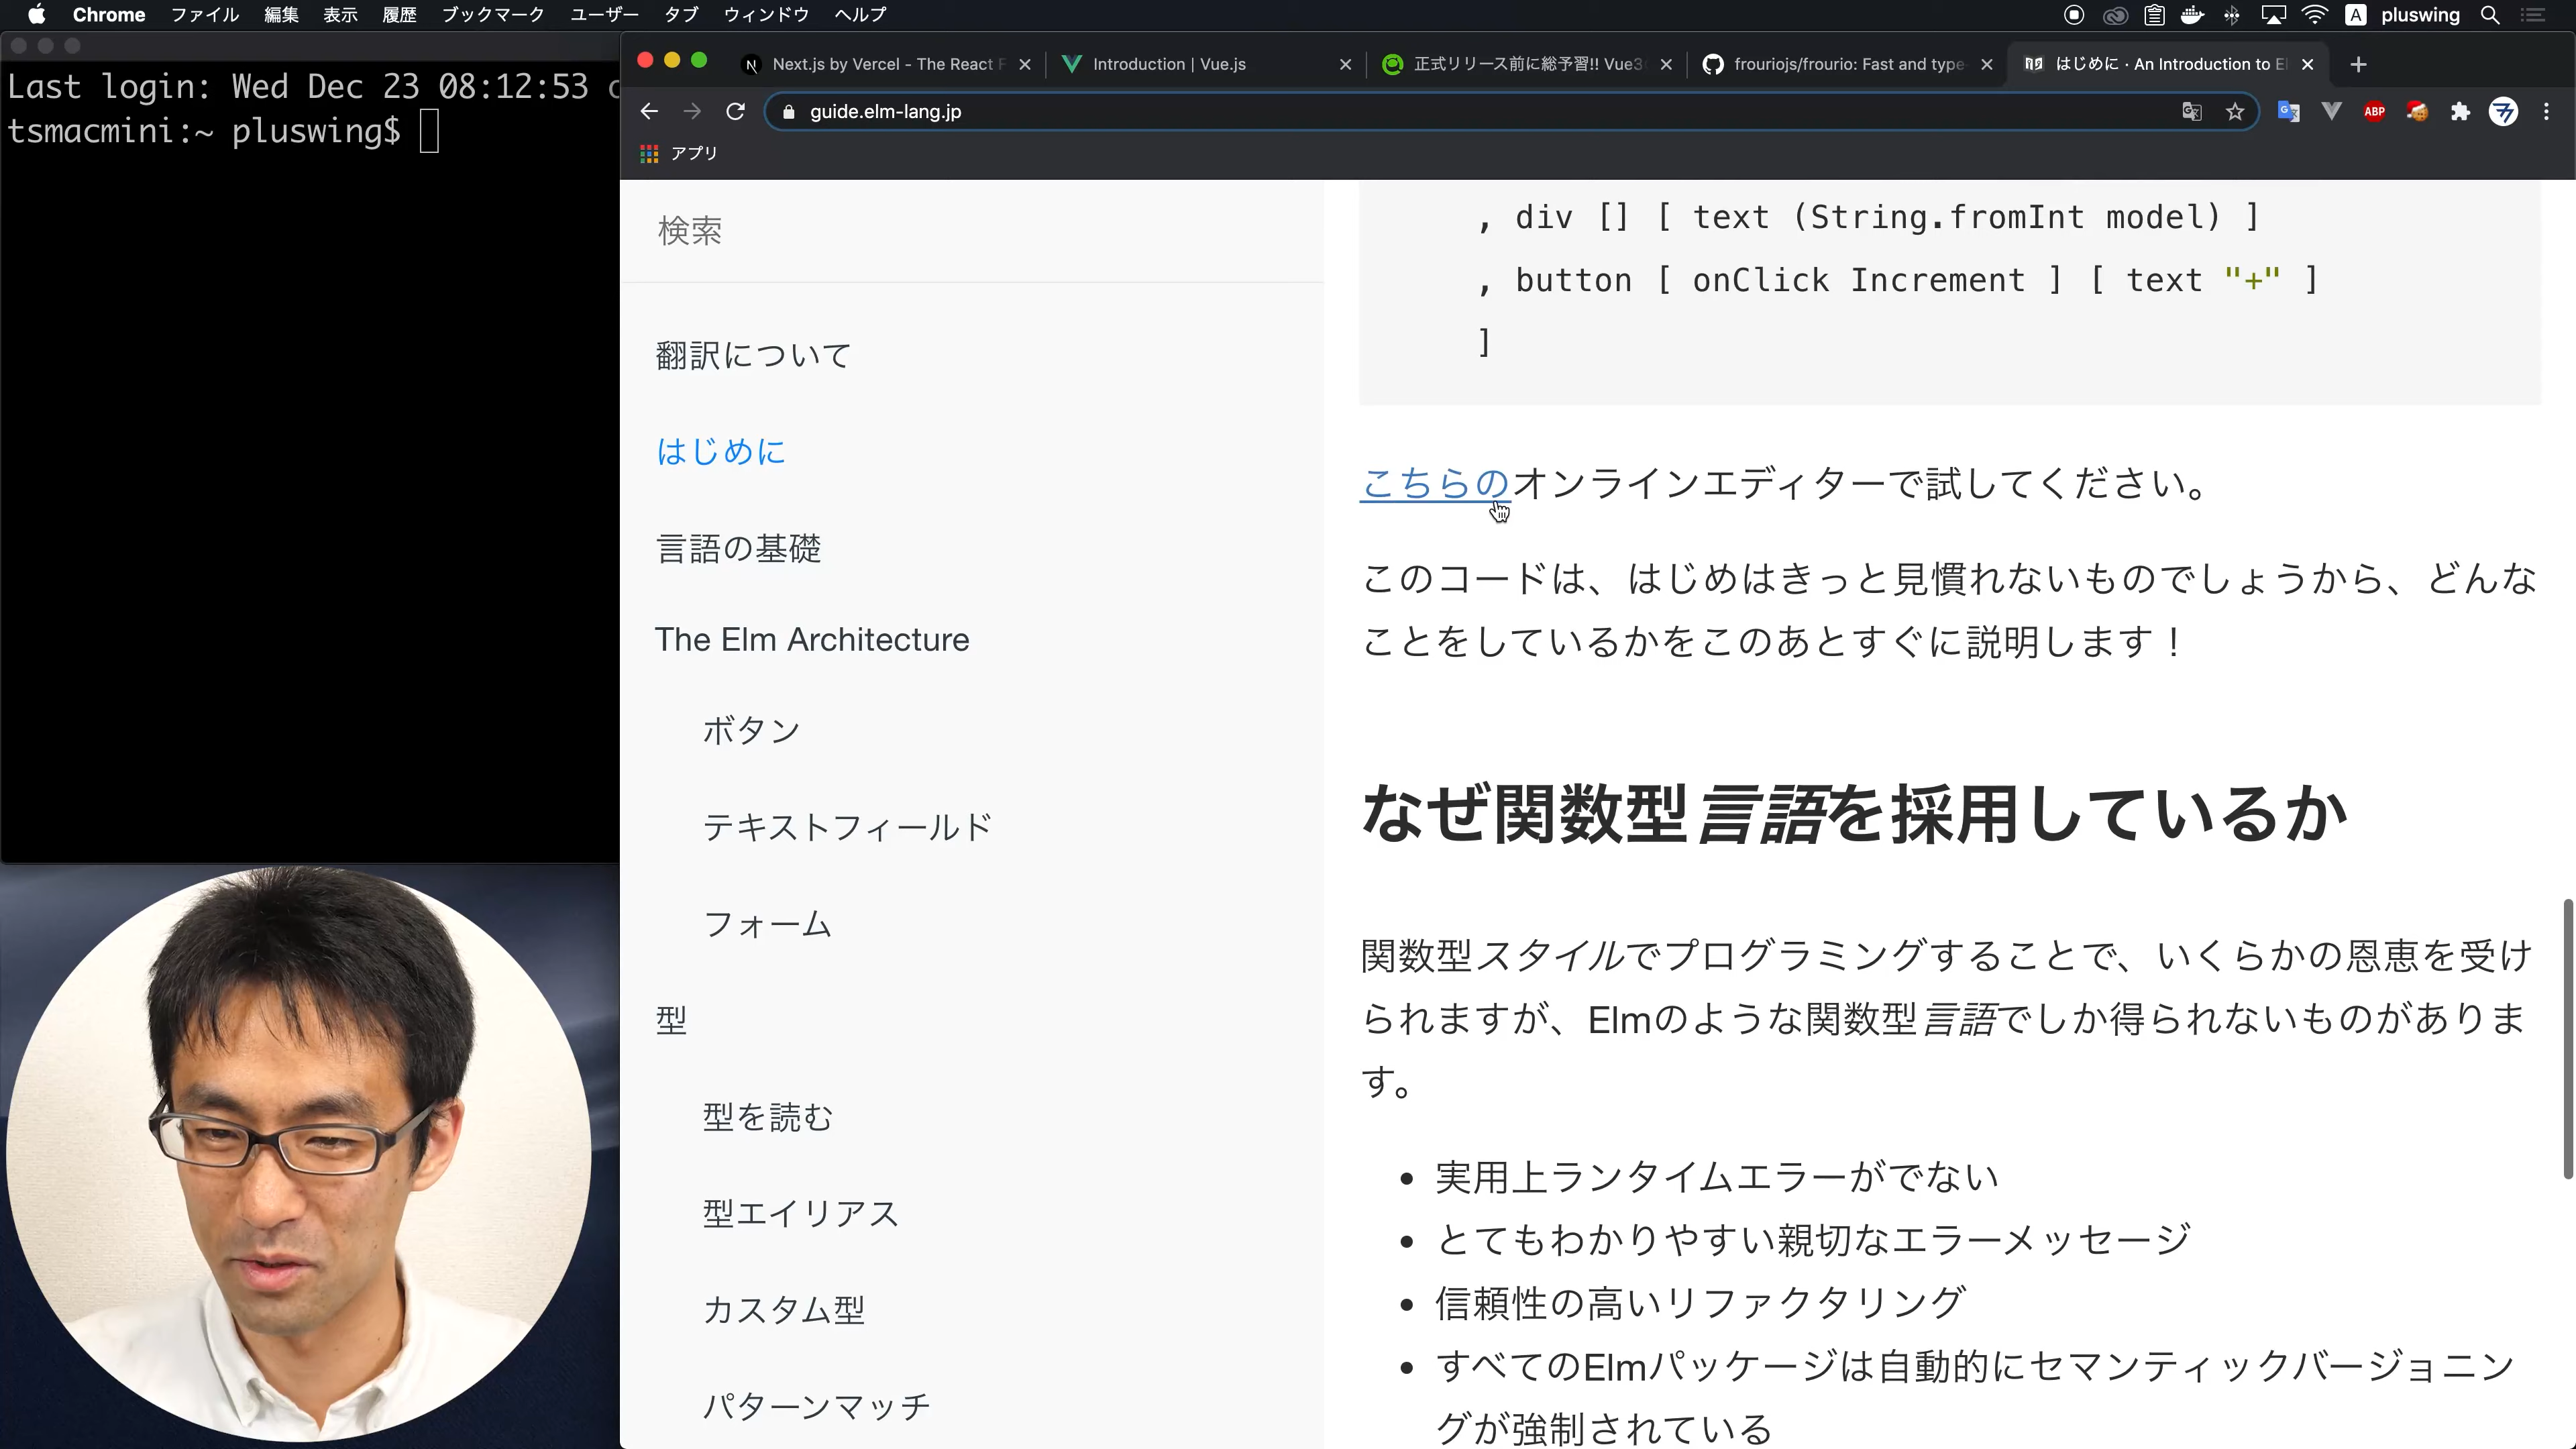 Chrome ファイル 編集 表示 履歴 ブックマーク ユーザー タブ ウィンドウ ヘルプ
A pluswing
Last login: Wed Dec 23 08:12:53
tsmacmini:~ pluswing$
Next.js by Vercel - The React
Introduction | Vue.js
正式リリース前に総予習!! Vue3
frouriojs/frourio: Fast and type-
はじめに · An Introduction to El
guide.elm-lang.jp
ABP
アプリ
検索
翻訳について
はじめに
言語の基礎
The Elm Architecture
ボタン
テキストフィールド
フォーム
型
型を読む
型エイリアス
カスタム型
パターンマッチ
, div [] [ text (String.fromInt model) ]
, button [ onClick Increment ] [ text "+" ]
]
こちらのオンラインエディターで試してください。
このコードは、はじめはきっと見慣れないものでしょうから、どんな
ことをしているかをこのあとすぐに説明します！
なぜ関数型言語を採用しているか
関数型スタイルでプログラミングすることで、いくらかの恩恵を受け
られますが、Elmのような関数型言語でしか得られないものがありま
す。
• 実用上ランタイムエラーがでない
• とてもわかりやすい親切なエラーメッセージ
• 信頼性の高いリファクタリング
• すべてのElmパッケージは自動的にセマンティックバージョニン
グが強制されている